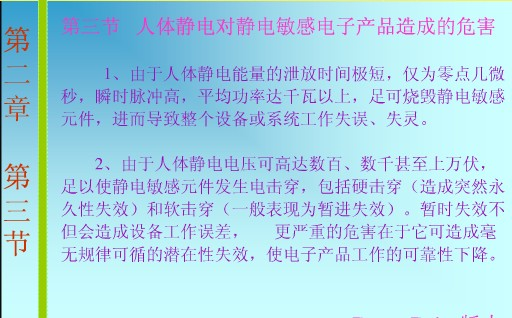 第二章 第三节
第三节 人体静电对静电敏感电子产品造成的危害
1、由于人体静电能量的泄放时间极短，仅为零点几微
秒，瞬时脉冲高，平均功率达千瓦以上，足可烧毁静电敏感
元件，进而导致整个设备或系统工作失误、失灵。
2、由于人体静电电压可高达数百、数千甚至上万伏，
足以使静电敏感元件发生电击穿，包括硬击穿（造成突然永
久性失效）和软击穿（一般表现为暂进失效）。暂时失效不
但会造成设备工作误差， 更严重的危害在于它可造成毫
无规律可循的潜在性失效，使电子产品工作的可靠性下降。